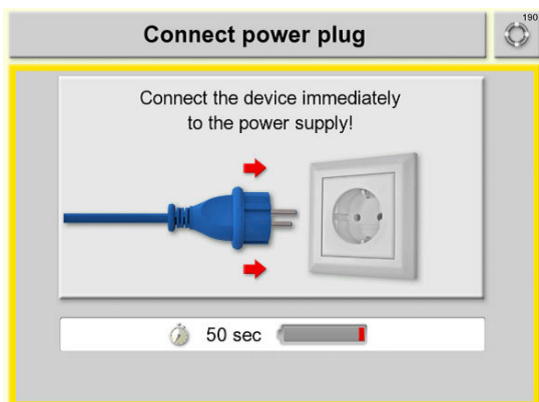 Connect power plug
190
Connect the device immediately
to the power supply!
50 sec